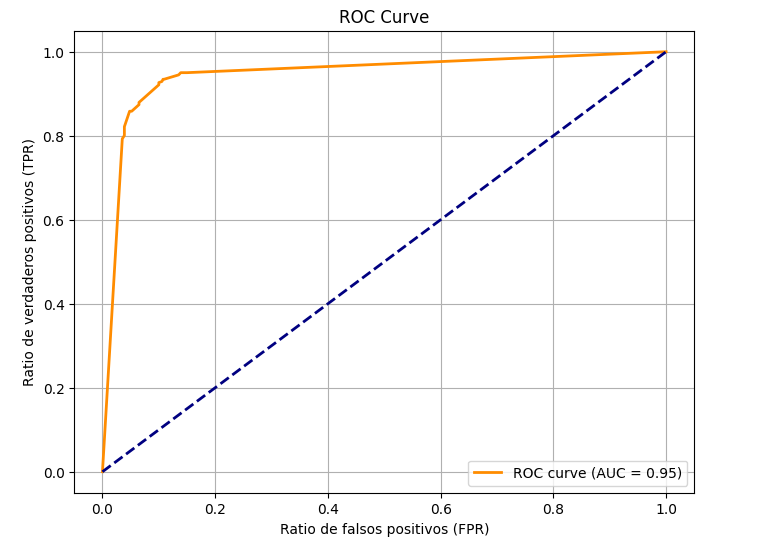 ROC Curve
Ratio de verdaderos positivos (TPR)
1.0
0.8
0.6
0.4
0.2
0.0
ROC curve (AUC = 0.95)
0.0 0.2 0.4 0.6 0.8 1.0
Ratio de falsos positivos (FPR)